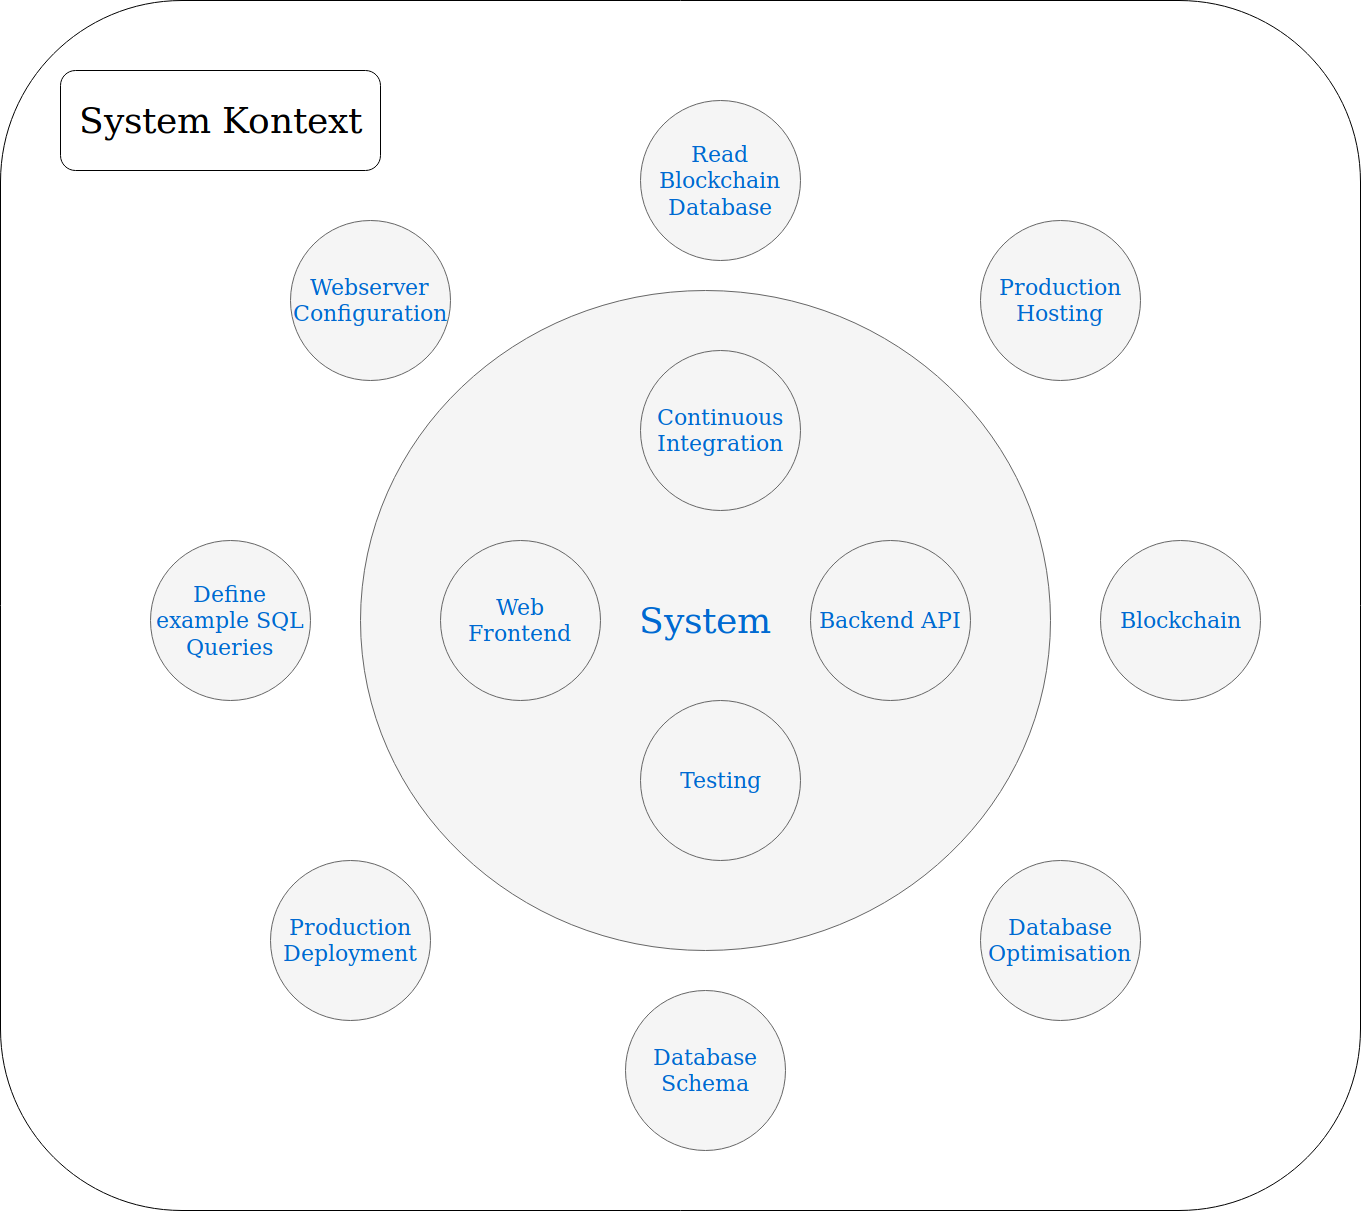 System Kontext
Read
Blockchain
Database
Webserver
Configuration
Production
Hosting
Continuous
Integration
Define
example SQL
Queries
Web
Frontend
System
Backend API
Blockchain
Testing
Production
Deployment
Database
Optimisation
Database
Schema